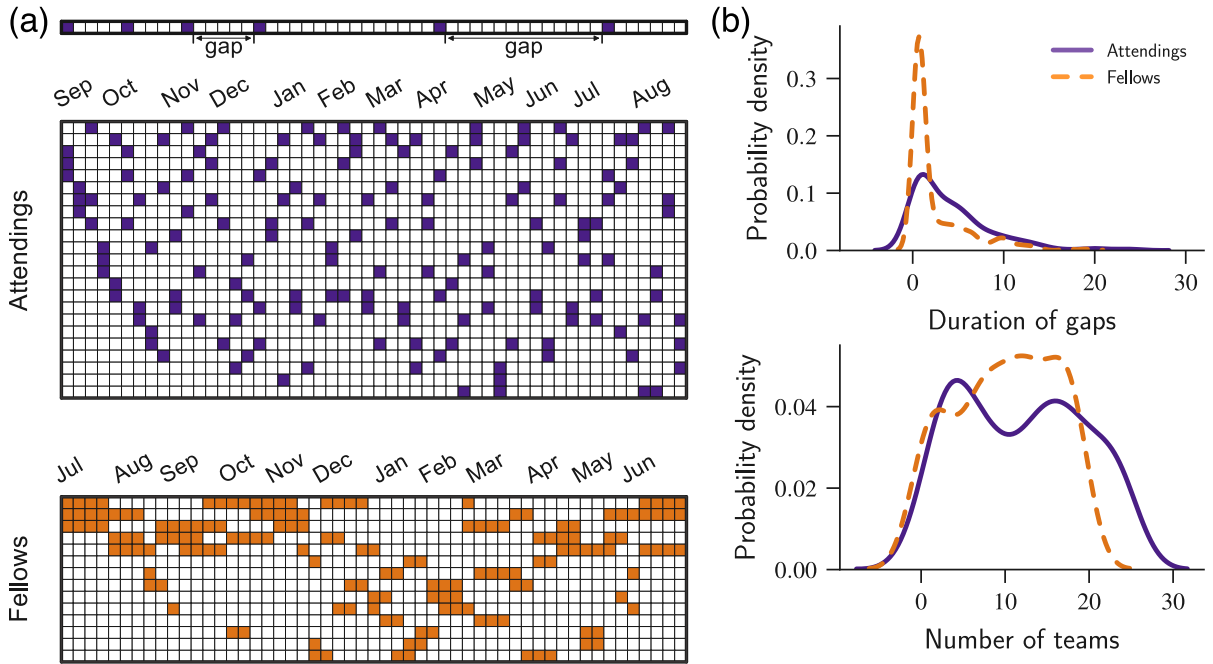 (a)
gap
gap
Sep Oct Nov Dec Jan Feb Mar Apr May Jun Jul Aug
Attendings
Jul Aug Sep Oct Nov Dec Jan Feb Mar Apr May Jun
Fellows
(b)
Probability density
0.3
0.2
0.1
0.0
Attendings
Fellows
0 10 20 30
Duration of gaps
Probability density
0.04
0.02
0.00
0 10 20 30
Number of teams